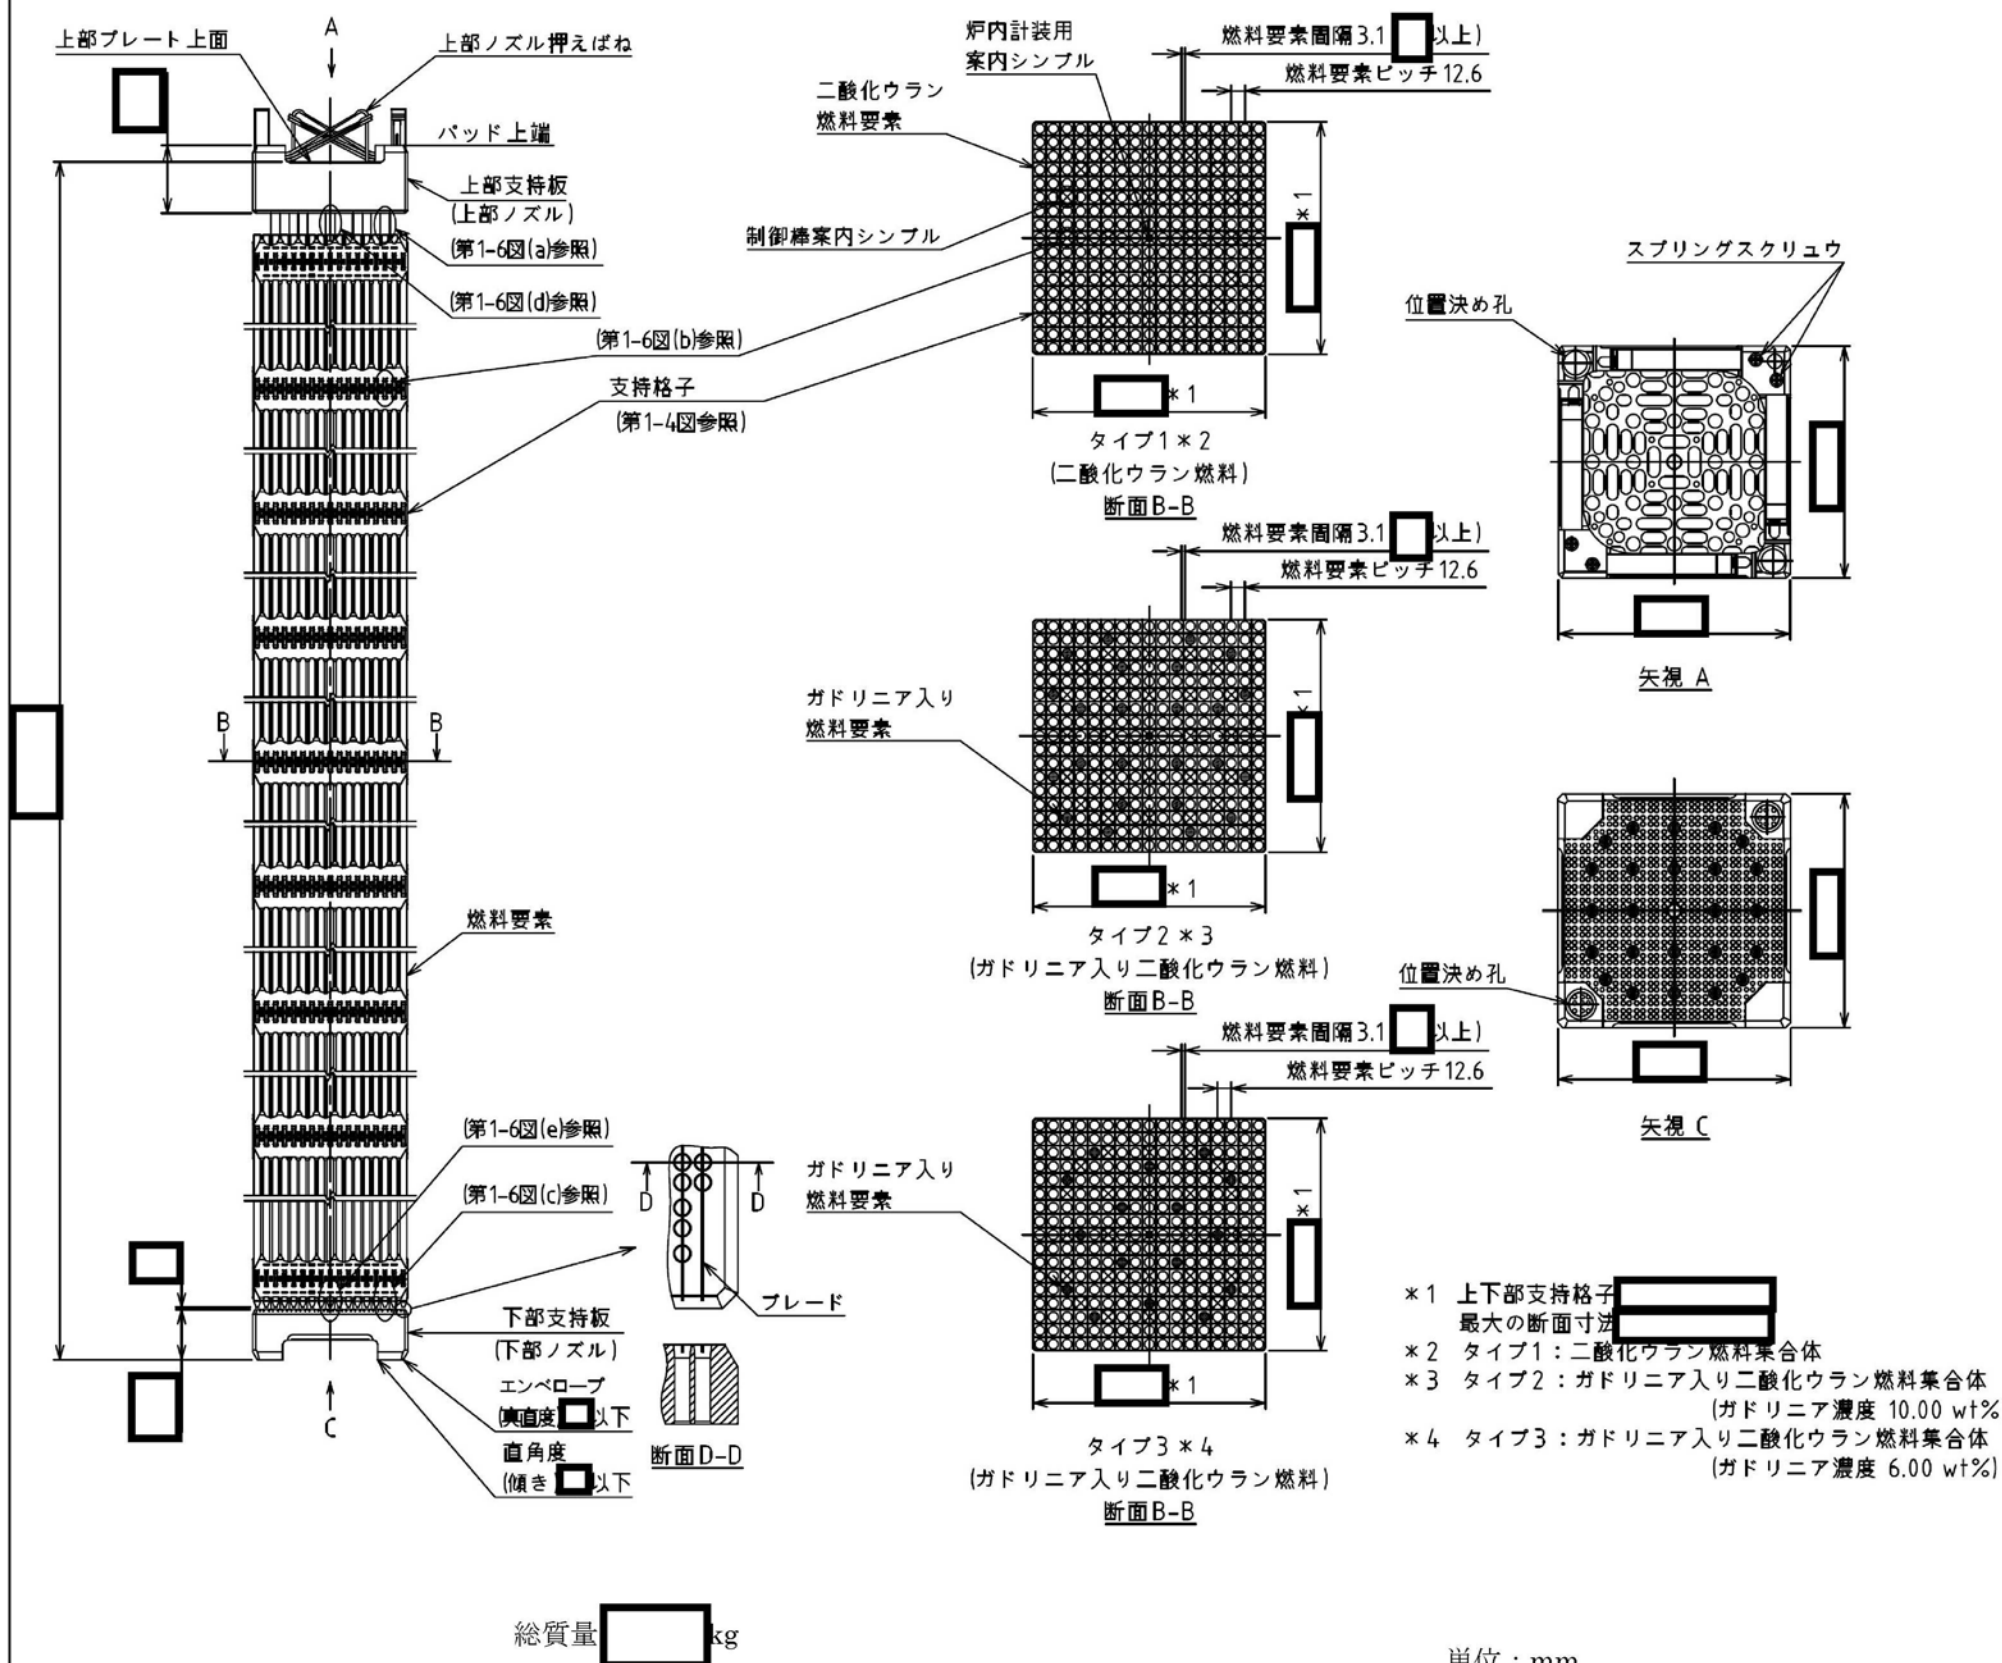 A
上部プレート上面
上部ノズル押えばね
パッド上端
上部支持板
(上部ノズル)
(第1-6図(a)参照)
(第1-6図(d)参照)
(第1-6図(b)参照)
支持格子
(第1-4図参照)
B
B
燃料要素
(第1-6図(e)参照)
(第1-6図(c)参照)
下部支持板
(下部ノズル)
エンベロープ
(真直度 以下
直角度
(傾き 以下
C
D
D
ブレード
断面D-D
炉内計装用
案内シンブル
二酸化ウラン
燃料要素
制御棒案内シンブル
燃料要素間隔3.1 以上)
燃料要素ピッチ12.6
*1
*1
タイプ1*2
(二酸化ウラン燃料)
断面B-B
燃料要素間隔3.1 以上)
燃料要素ピッチ12.6
ガドリニア入り
燃料要素
*1
*1
タイプ2*3
(ガドリニア入り二酸化ウラン燃料)
断面B-B
燃料要素間隔3.1 以上)
燃料要素ピッチ12.6
ガドリニア入り
燃料要素
*1
*1
タイプ3*4
(ガドリニア入り二酸化ウラン燃料)
断面B-B
スプリングスクリュウ
位置決め孔
矢視 A
位置決め孔
矢視 C
*1 上下部支持格子
最大の断面寸法
*2 タイプ1:二酸化ウラン燃料集合体
*3 タイプ2:ガドリニア入り二酸化ウラン燃料集合体
(ガドリニア濃度 10.00 wt%
*4 タイプ3:ガドリニア入り二酸化ウラン燃料集合体
(ガドリニア濃度 6.00 wt%)
総質量 kg
単位:mm